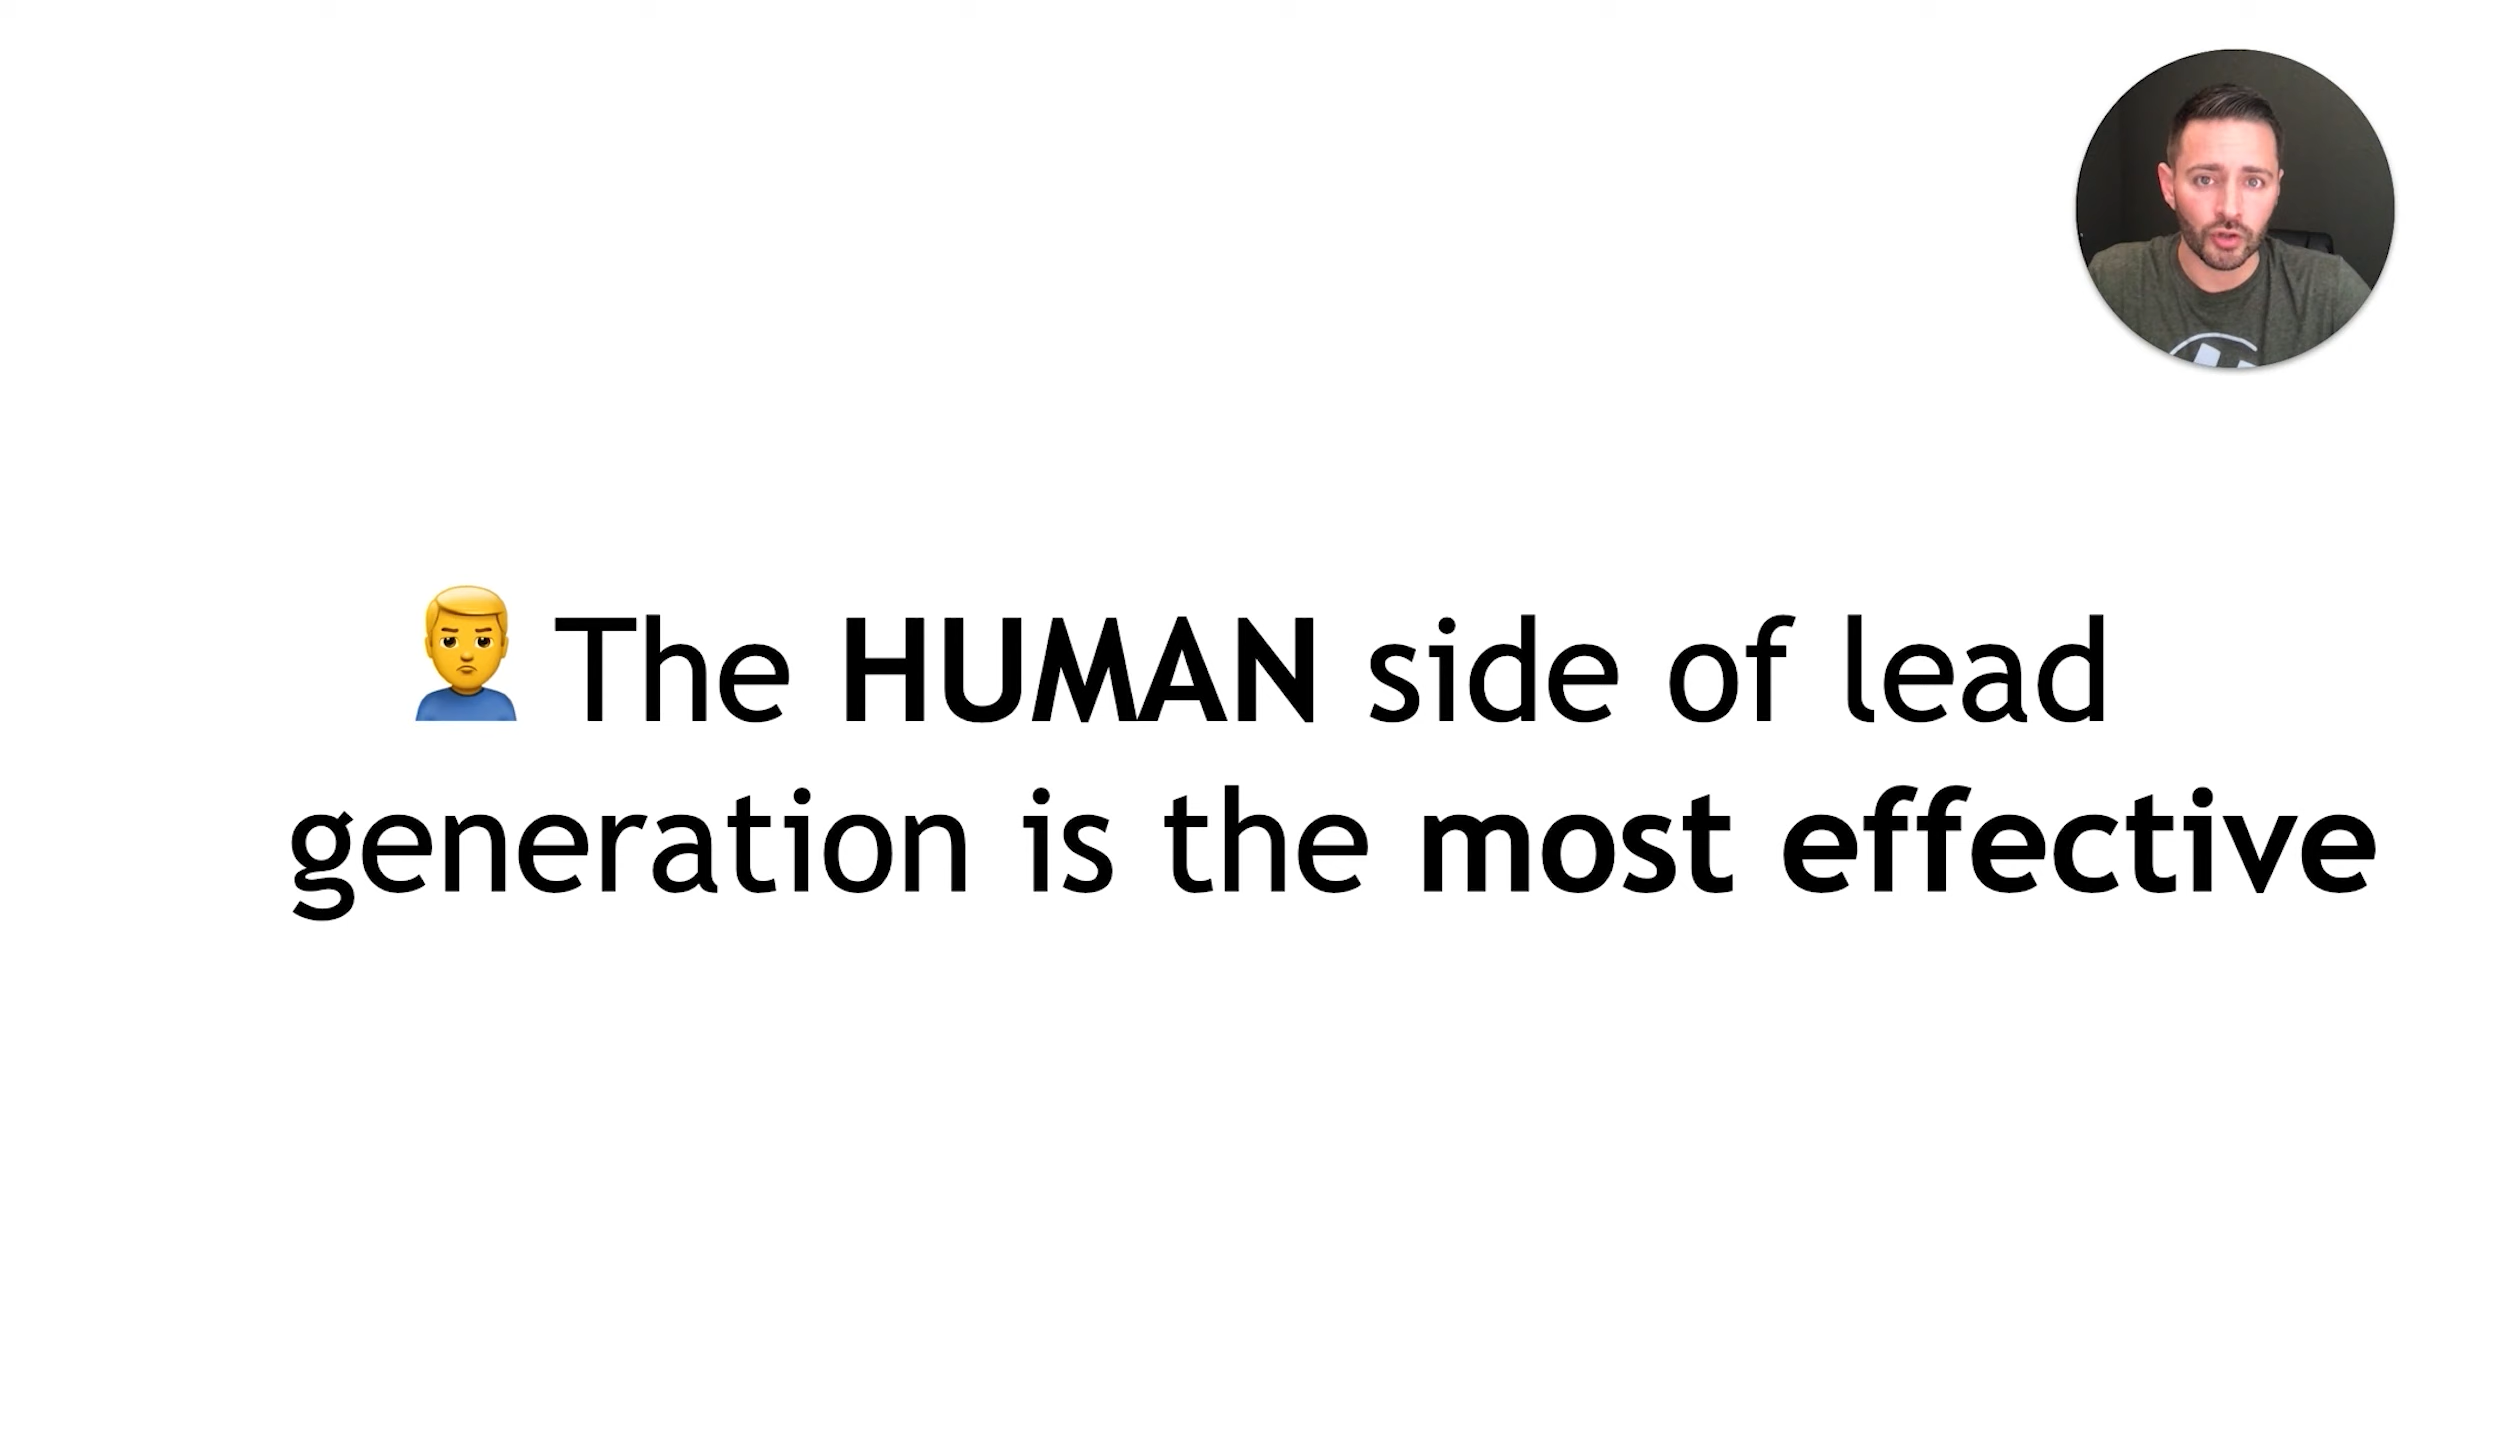 🙎‍♂️ The HUMAN side of lead
generation is the most effective